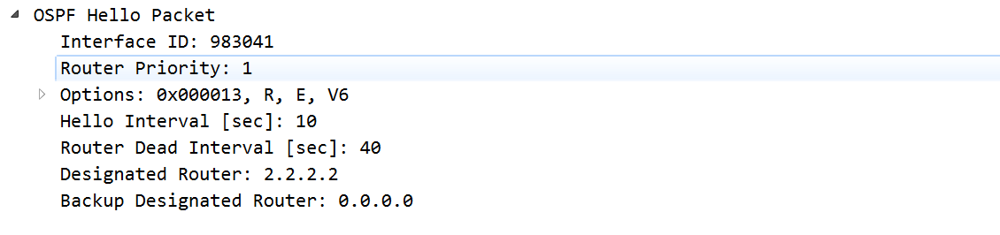 OSPF Hello Packet
Interface ID: 983041
Router Priority: 1
Options: 0x000013, R, E, V6
Hello Interval [sec]: 10
Router Dead Interval [sec]: 40
Designated Router: 2.2.2.2
Backup Designated Router: 0.0.0.0